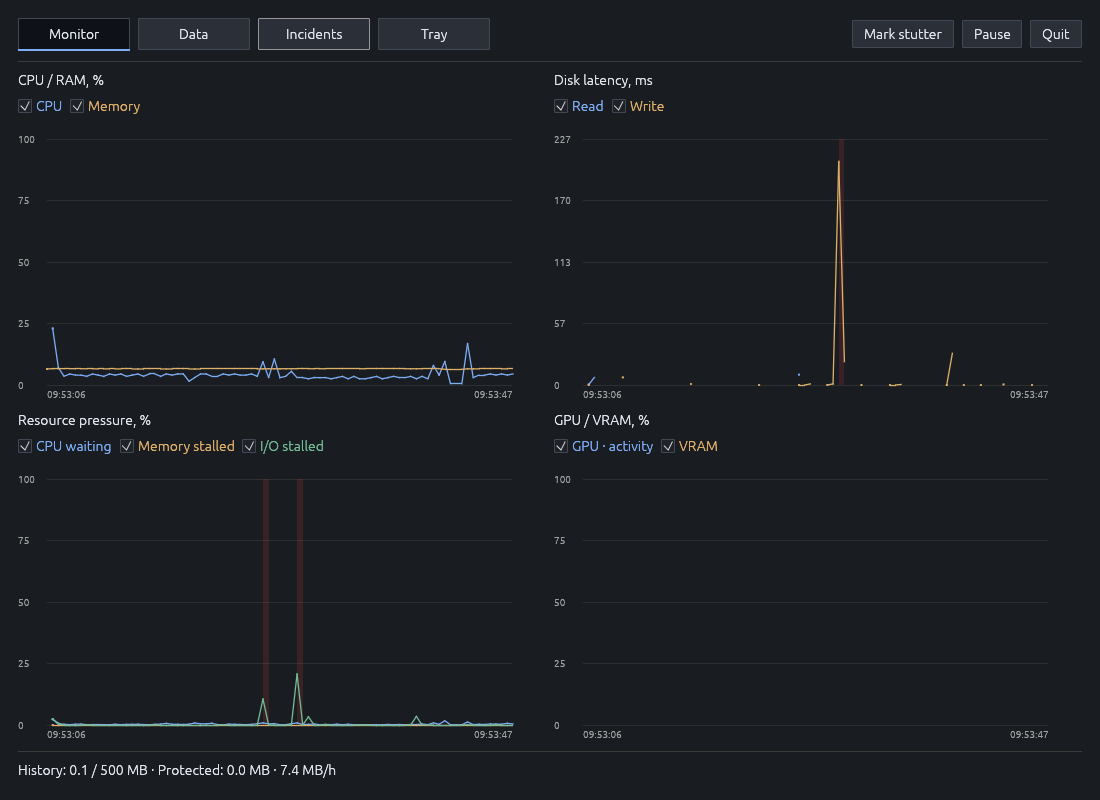 Monitor Data Incidents Tray Mark stutter Pause Quit
CPU / RAM, %
CPU Memory
100
75
50
25
0
09:53:06 09:53:47
Disk latency, ms
Read Write
227
170
113
57
0
09:53:06 09:53:47
Resource pressure, %
CPU waiting Memory stalled I/O stalled
100
75
50
25
0
09:53:06 09:53:47
GPU / VRAM, %
GPU · activity VRAM
100
75
50
25
0
09:53:06 09:53:47
History: 0.1 / 500 MB · Protected: 0.0 MB · 7.4 MB/h